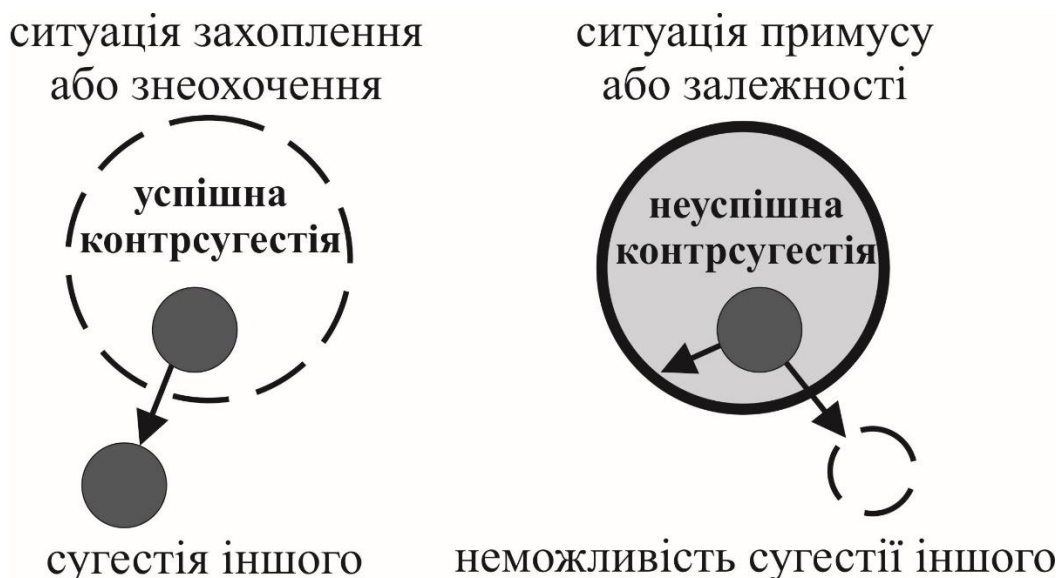 ситуація захоплення
або знеохочення
успішна
контрсугестія
сугестія іншого
ситуація примусу
або залежності
неуспішна
контрсугестія
неможливість сугестії іншого